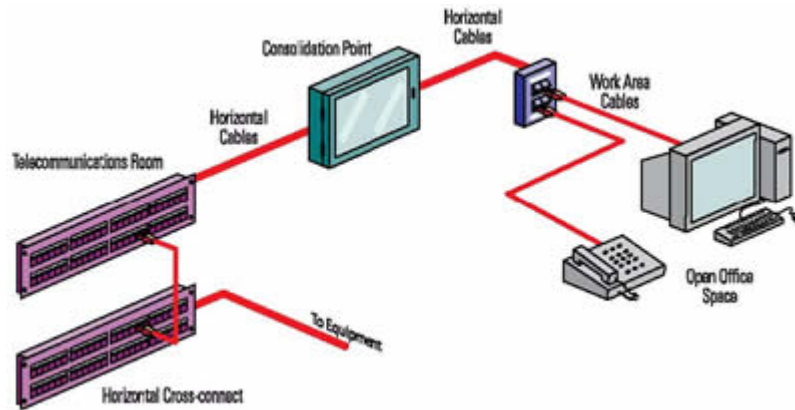 Horizontal
Cables
Consolidation Point
Work Area
Cables
Horizontal
Cables
Telecommunications Room
Open Office
Space
To Equipment
Horizontal Cross-connect